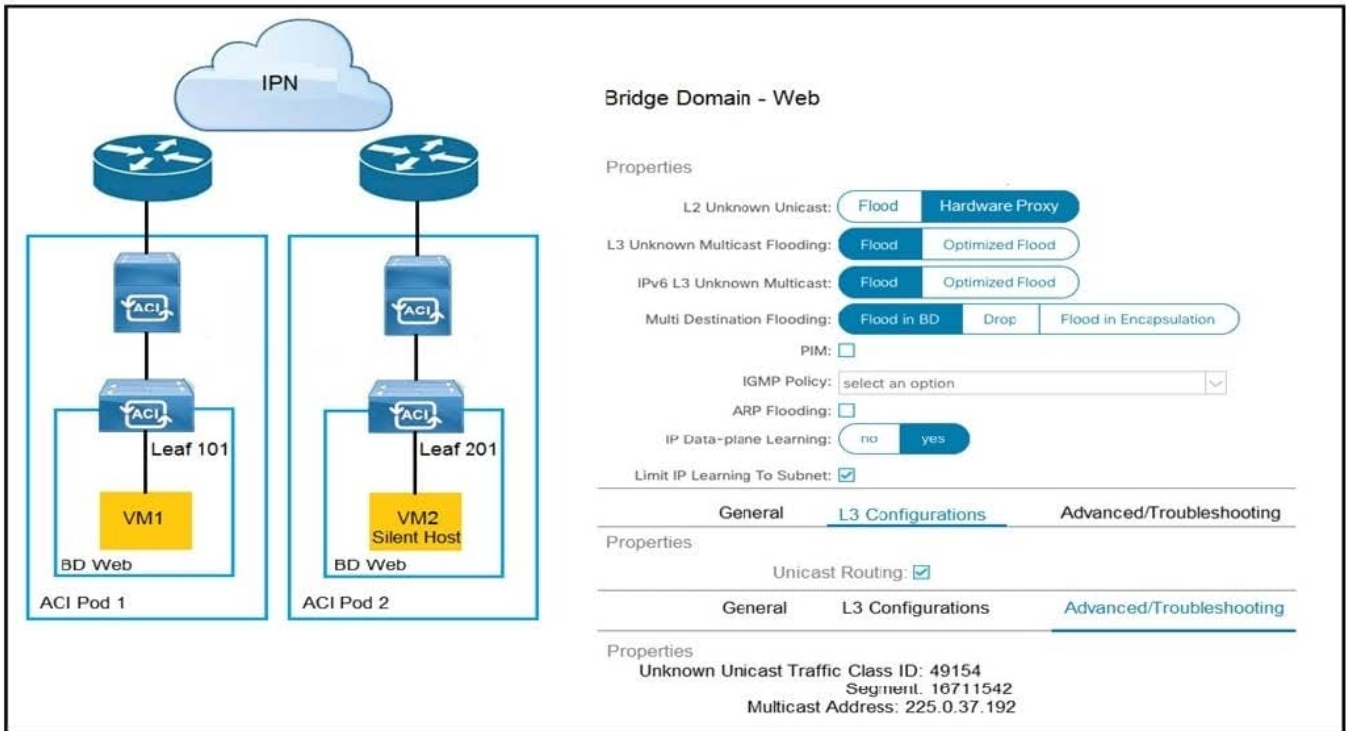 IPN
ACI
ACI
ACI
ACI
Leaf 101
Leaf 201
VM1
VM2
Silent Host
BD Web
BD Web
ACI Pod 1
ACI Pod 2
Bridge Domain - Web
Properties
L2 Unknown Unicast: Flood Hardware Proxy
L3 Unknown Multicast Flooding: Flood Optimized Flood
IPv6 L3 Unknown Multicast: Flood Optimized Flood
Multi Destination Flooding: Flood in BD Drop Flood in Encapsulation
PIM:
IGMP Policy: select an option
ARP Flooding:
IP Data-plane Learning: no yes
Limit IP Learning To Subnet:
General L3 Configurations Advanced/Troubleshooting
Properties
Unicast Routing:
General L3 Configurations Advanced/Troubleshooting
Properties
Unknown Unicast Traffic Class ID: 49154
Segment: 16711542
Multicast Address: 225.0.37.192